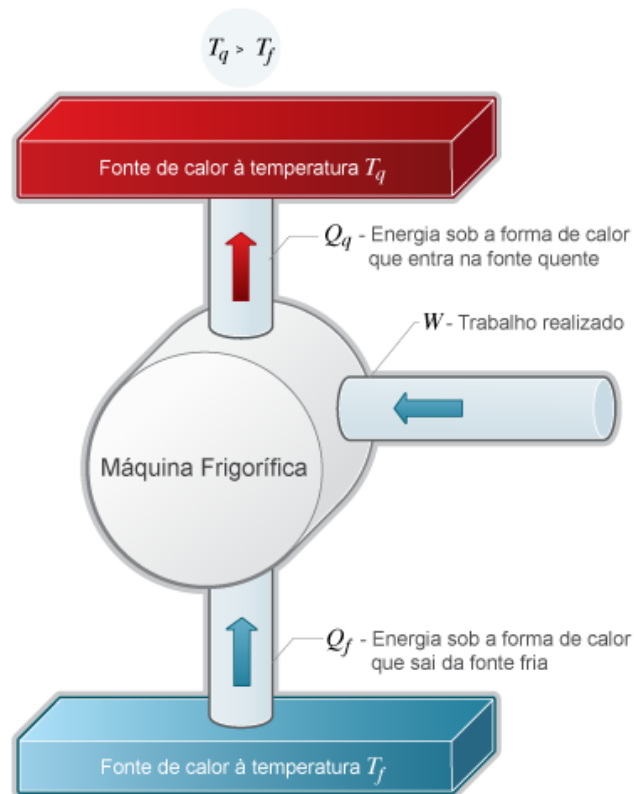 Tq > Tf
Fonte de calor à temperatura Tq
Qq - Energia sob a forma de calor
que entra na fonte quente
W - Trabalho realizado
Máquina Frigorífica
Qf - Energia sob a forma de calor
que sai da fonte fria
Fonte de calor à temperatura Tf